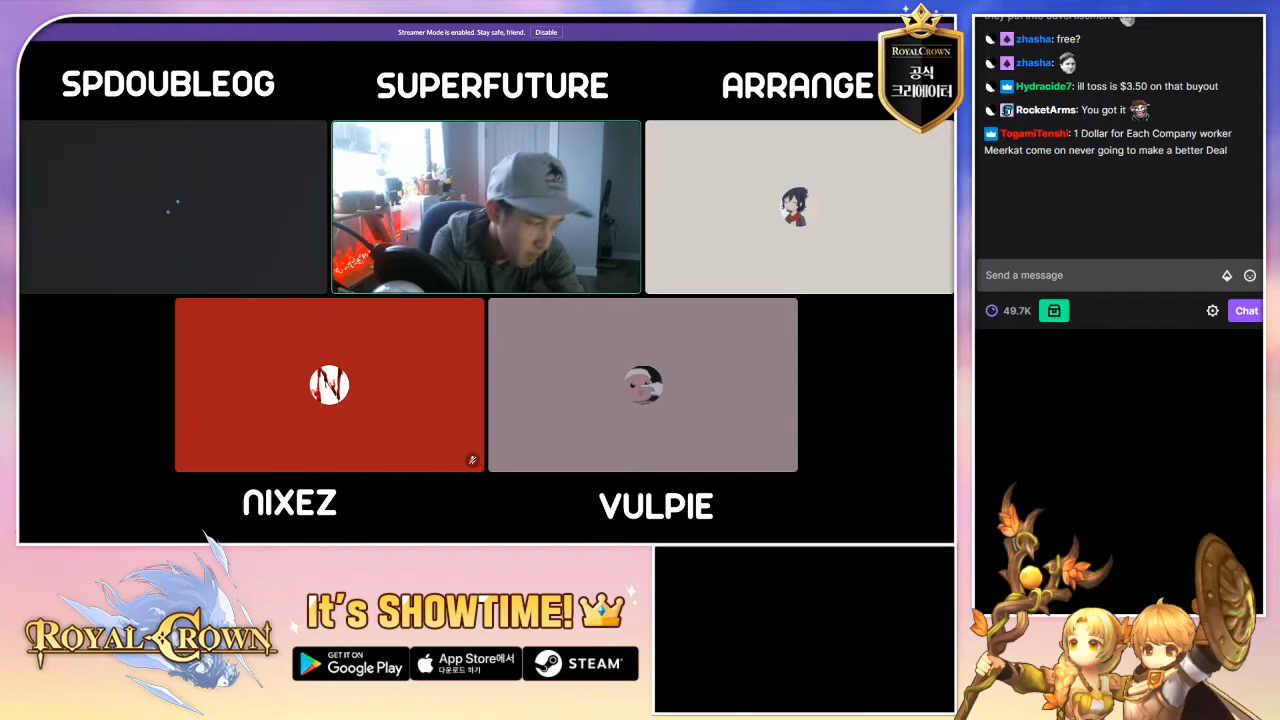 Streamer Mode is enabled. Stay safe, friend. Disable
SPDOUBLEOG
SUPERFUTURE
ARRANGE
ROYALCROWN
공식
크리에이터
zhasha: free?
zhasha:
Hydracide7: ill toss is $3.50 on that buyout
RocketArms: You got it
TogamiTenshi: 1 Dollar for Each Company worker
Meerkat come on never going to make a better Deal
Send a message
49.7K
Chat
N
NIXEZ
VULPIE
ROYAL CROWN
It's SHOWTIME!
GET IT ON
Google Play
App Store에서
다운로드 하기
STEAM